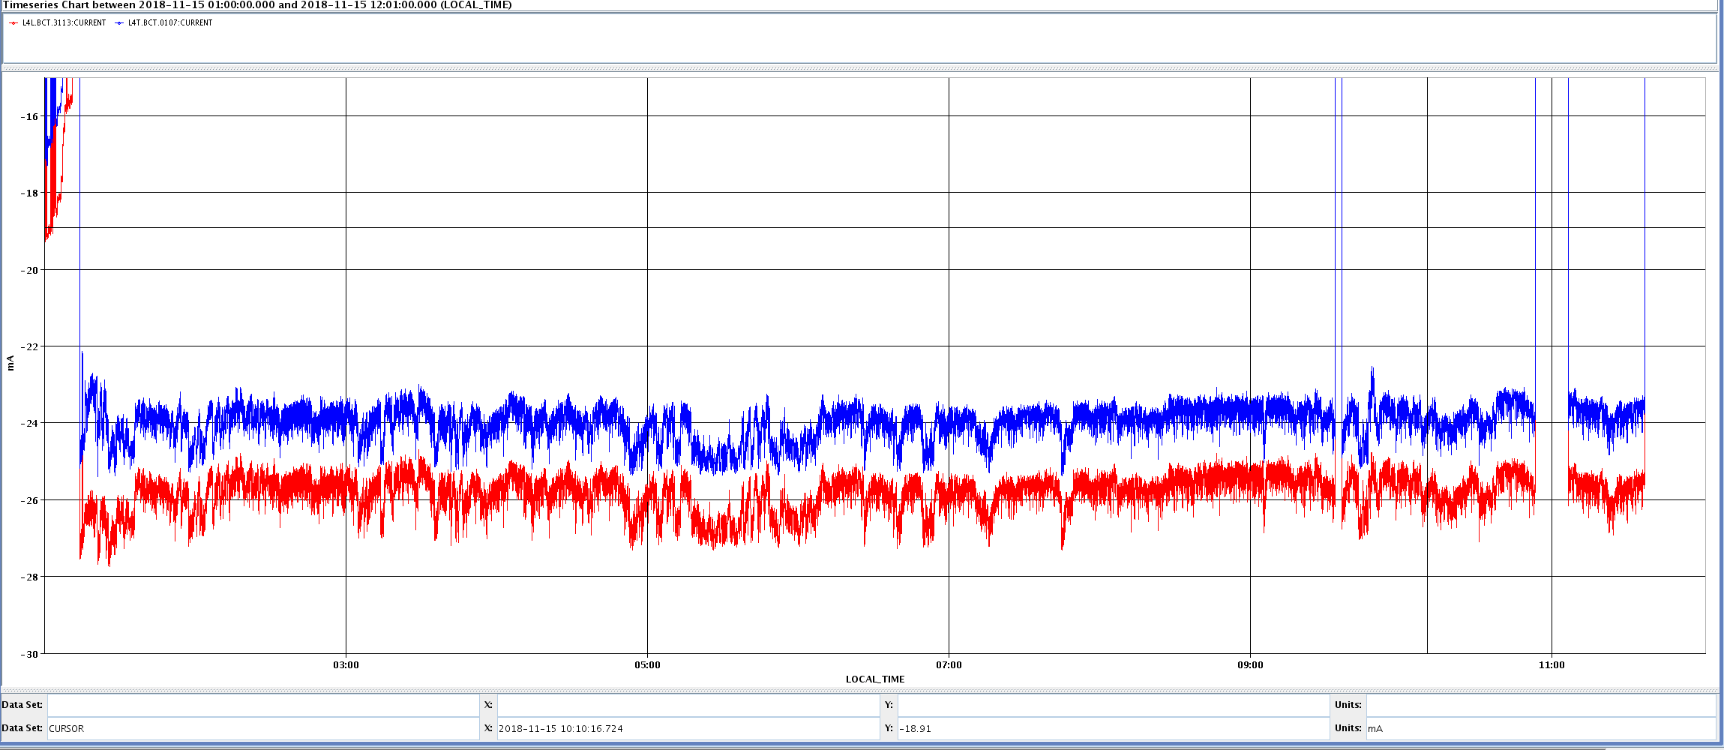 Timeseries Chart between 2018-11-15 01:00:00.000 and 2018-11-15 12:01:00.000 (LOCAL_TIME)
L4L.BCT.3113:CURRENT L4T.BCT.0107:CURRENT
-16
-18
-20
-22
mA
-24
-26
-28
-30
03:00 05:00 07:00 09:00 11:00
LOCAL_TIME
Data Set: X: Y: Units:
Data Set: CURSOR X: 2018-11-15 10:10:16.724 Y: -18.91 Units: mA